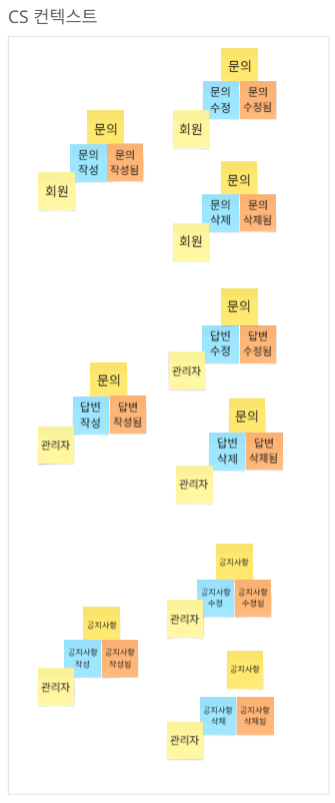 CS 컨텍스트
문의
문의
작성
문의
작성됨
회원
문의
문의
수정
문의
수정됨
회원
문의
문의
삭제
문의
삭제됨
회원
문의
답변
작성
답변
작성됨
관리자
문의
답변
수정
답변
수정됨
관리자
문의
답변
삭제
답변
삭제됨
관리자
공지사항
공지사항
작성
공지사항
작성됨
관리자
공지사항
공지사항
수정
공지사항
수정됨
관리자
공지사항
공지사항
삭제
공지사항
삭제됨
관리자